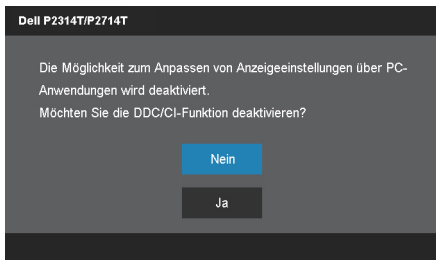 Dell P2314T/P2714T
Die Möglichkeit zum Anpassen von Anzeigeeinstellungen über PC-
Anwendungen wird deaktiviert.
Möchten Sie die DDC/CI-Funktion deaktivieren?
Nein
Ja